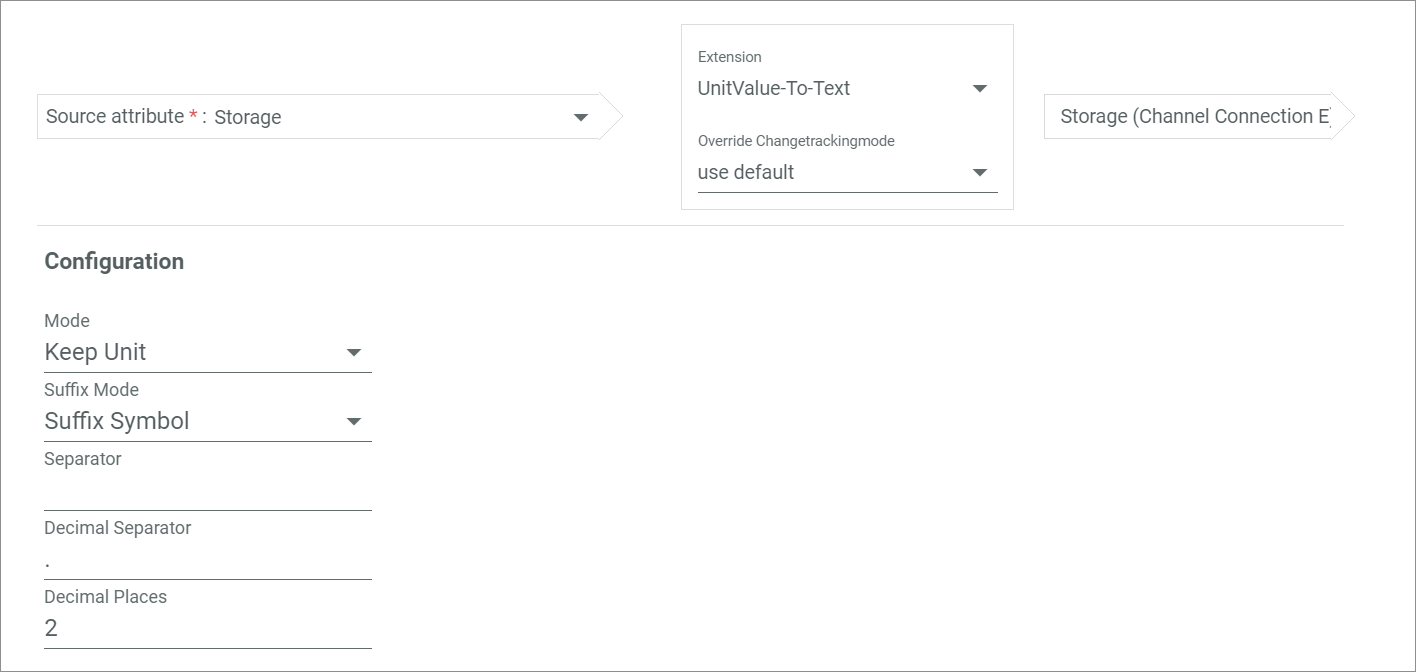 Extension
UnitValue-To-Text
Source attribute * : Storage
Storage (Channel Connection E
Override Changetrackingmode
use default
Configuration
Mode
Keep Unit
Suffix Mode
Suffix Symbol
Separator
Decimal Separator
.
Decimal Places
2